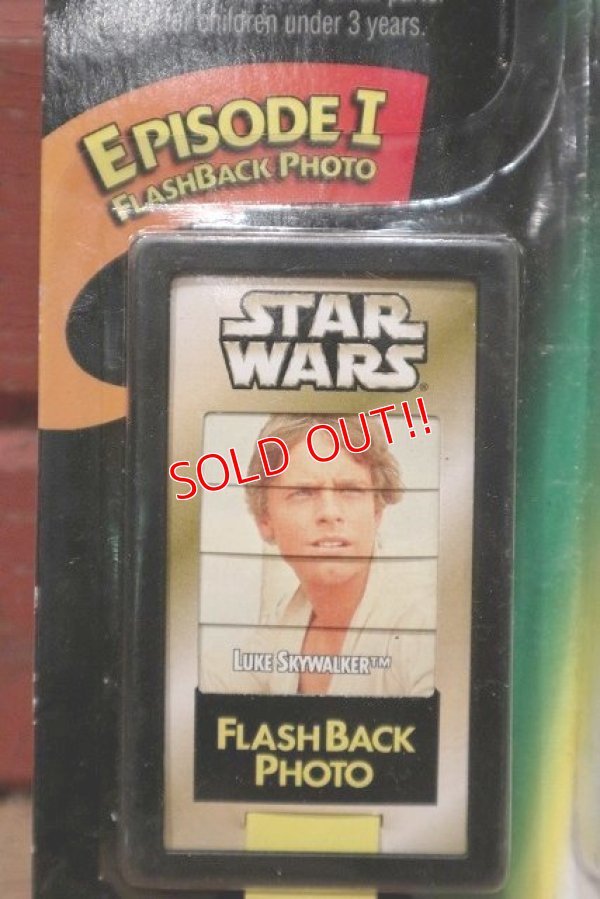 for children under 3 years.
EPISODE I
FLASHBACK PHOTO
STAR
WARS
SOLD OUT!!
LUKE SKYWALKER™
FLASHBACK
PHOTO